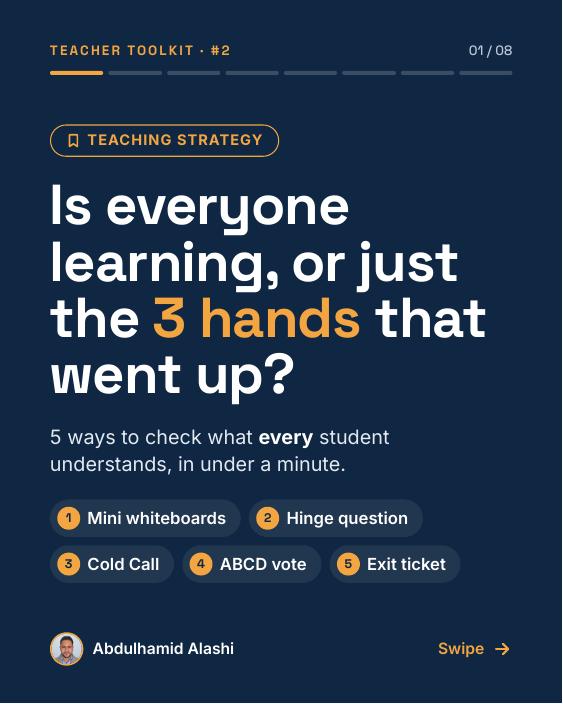 TEACHER TOOLKIT · #2
01 / 08
TEACHING STRATEGY
Is everyone
learning, or just
the 3 hands that
went up?
5 ways to check what every student
understands, in under a minute.
1 Mini whiteboards
2 Hinge question
3 Cold Call
4 ABCD vote
5 Exit ticket
Abdulhamid Alashi
Swipe →